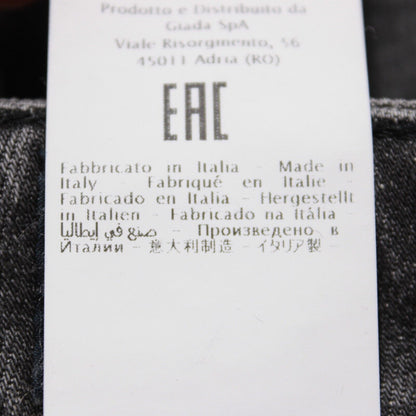 Prodotto e Distribuito da
Giada SpA
Viale Risorgimento, 56
45011 Adria (RO)
EAC
Fabbricato in Italia - Made in
Italy - Fabriqué en Italie -
Fabricado en Italia - Hergestellt
in Italien - Fabricado na Itália -
صنع في إيطاليا - Произведено в
Италии - 意大利制造 - イタリア製 -